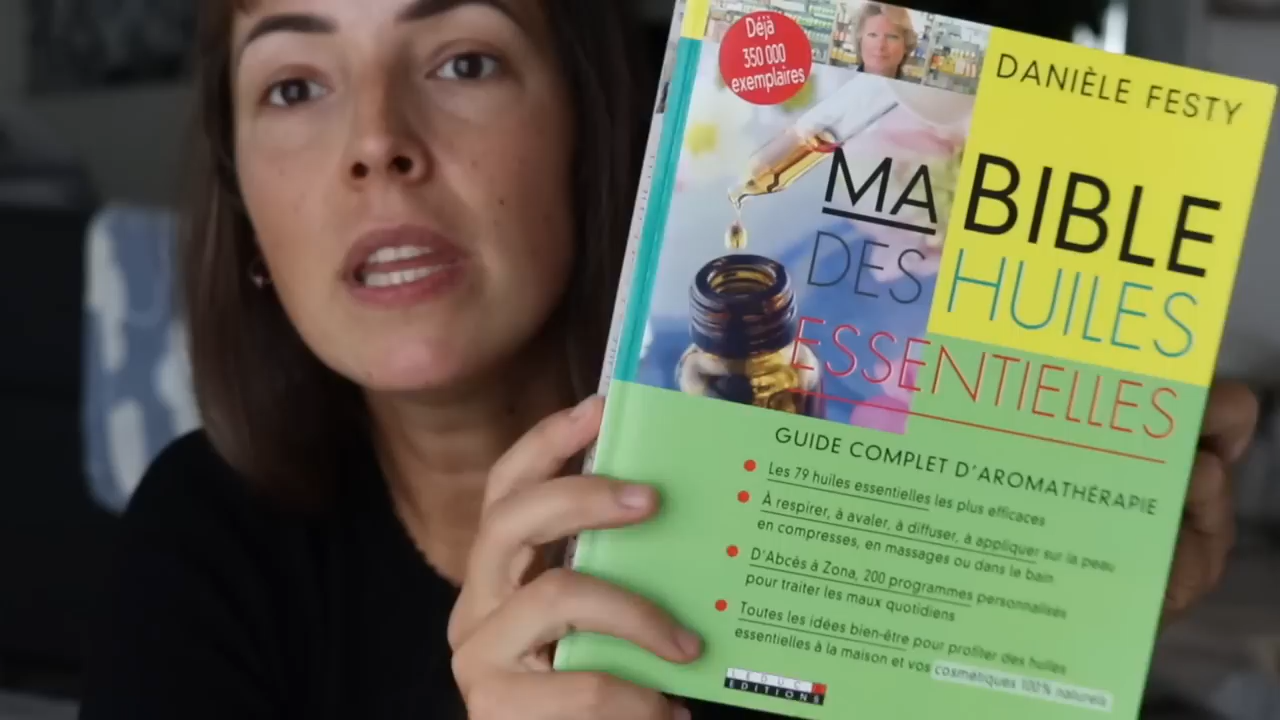 Déjà
350 000
exemplaires
DANIÈLE FESTY
MA BIBLE
DES HUILES
ESSENTIELLES
GUIDE COMPLET D'AROMATHÉRAPIE
Les 79 huiles essentielles les plus efficaces
À respirer, à avaler, à diffuser, à appliquer sur la peau
en compresses, en massages ou dans le bain
D'Abcès à Zona, 200 programmes personnalisés
pour traiter les maux quotidiens
Toutes les idées bien-être pour profiter des huiles
essentielles à la maison et vos cosmétiques 100% naturels
LEDUC.S
EDITIONS